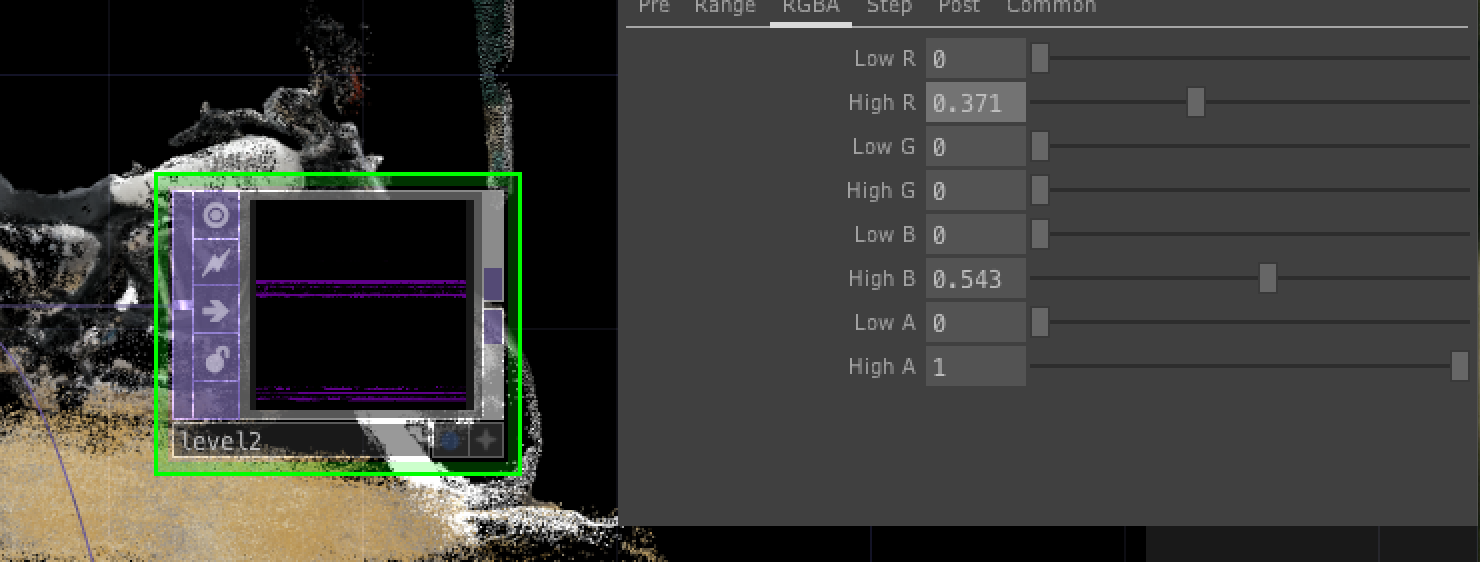 Pre Range RGBA Step Post Common
Low R 0
High R 0.371
Low G 0
High G 0
Low B 0
High B 0.543
Low A 0
High A 1
level2